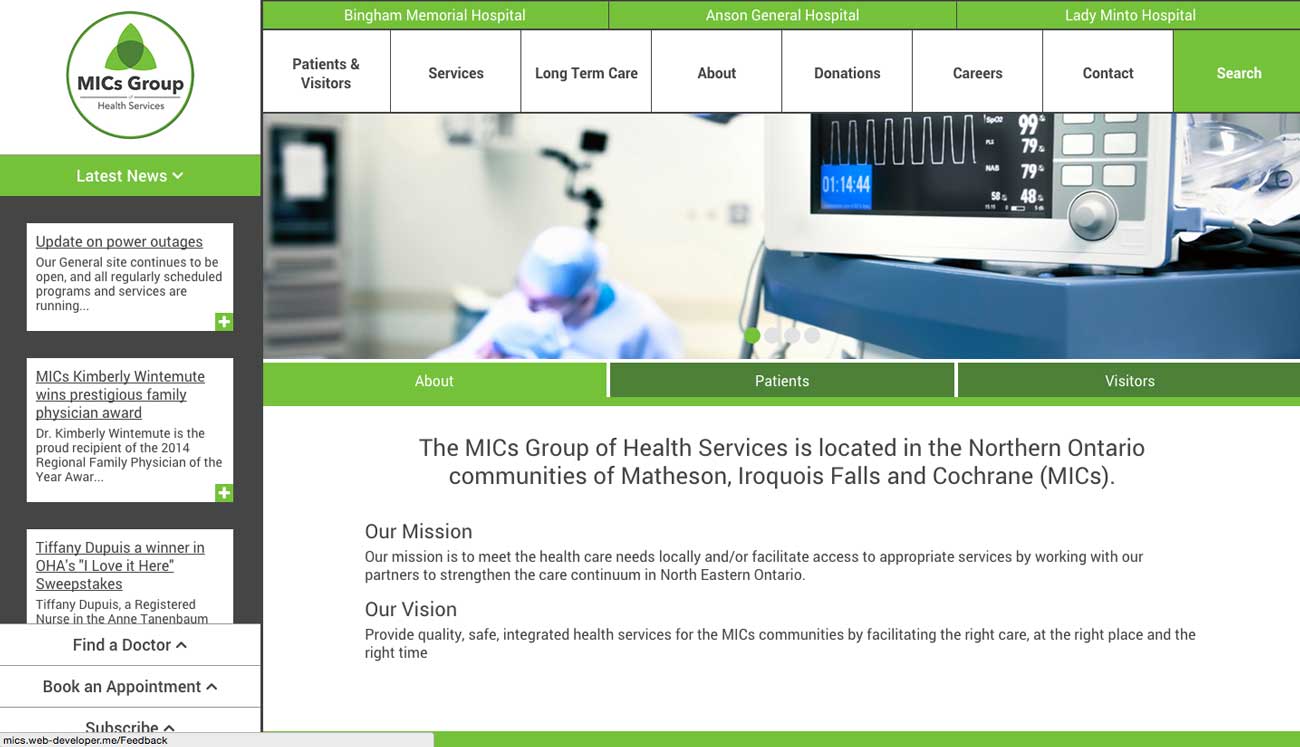 MICs Group
of
Health Services
Bingham Memorial Hospital
Anson General Hospital
Lady Minto Hospital
Patients &
Visitors
Services
Long Term Care
About
Donations
Careers
Contact
Search
Latest News
Update on power outages
Our General site continues to be
open, and all regularly scheduled
programs and services are
running...
MICs Kimberly Wintemute
wins prestigious family
physician award
Dr. Kimberly Wintemute is the
proud recipient of the 2014
Regional Family Physician of the
Year Awar...
Tiffany Dupuis a winner in
OHA's "I Love it Here"
Sweepstakes
Tiffany Dupuis, a Registered
Nurse in the Anne Tanenbaum
Find a Doctor
Book an Appointment
Subscribe
mics.web-developer.me/Feedback
SpO2
99
PLS
79
NAB
79
58
48
01:14:44
About
Patients
Visitors
The MICs Group of Health Services is located in the Northern Ontario
communities of Matheson, Iroquois Falls and Cochrane (MICs).
Our Mission
Our mission is to meet the health care needs locally and/or facilitate access to appropriate services by working with our
partners to strengthen the care continuum in North Eastern Ontario.
Our Vision
Provide quality, safe, integrated health services for the MICs communities by facilitating the right care, at the right place and the
right time